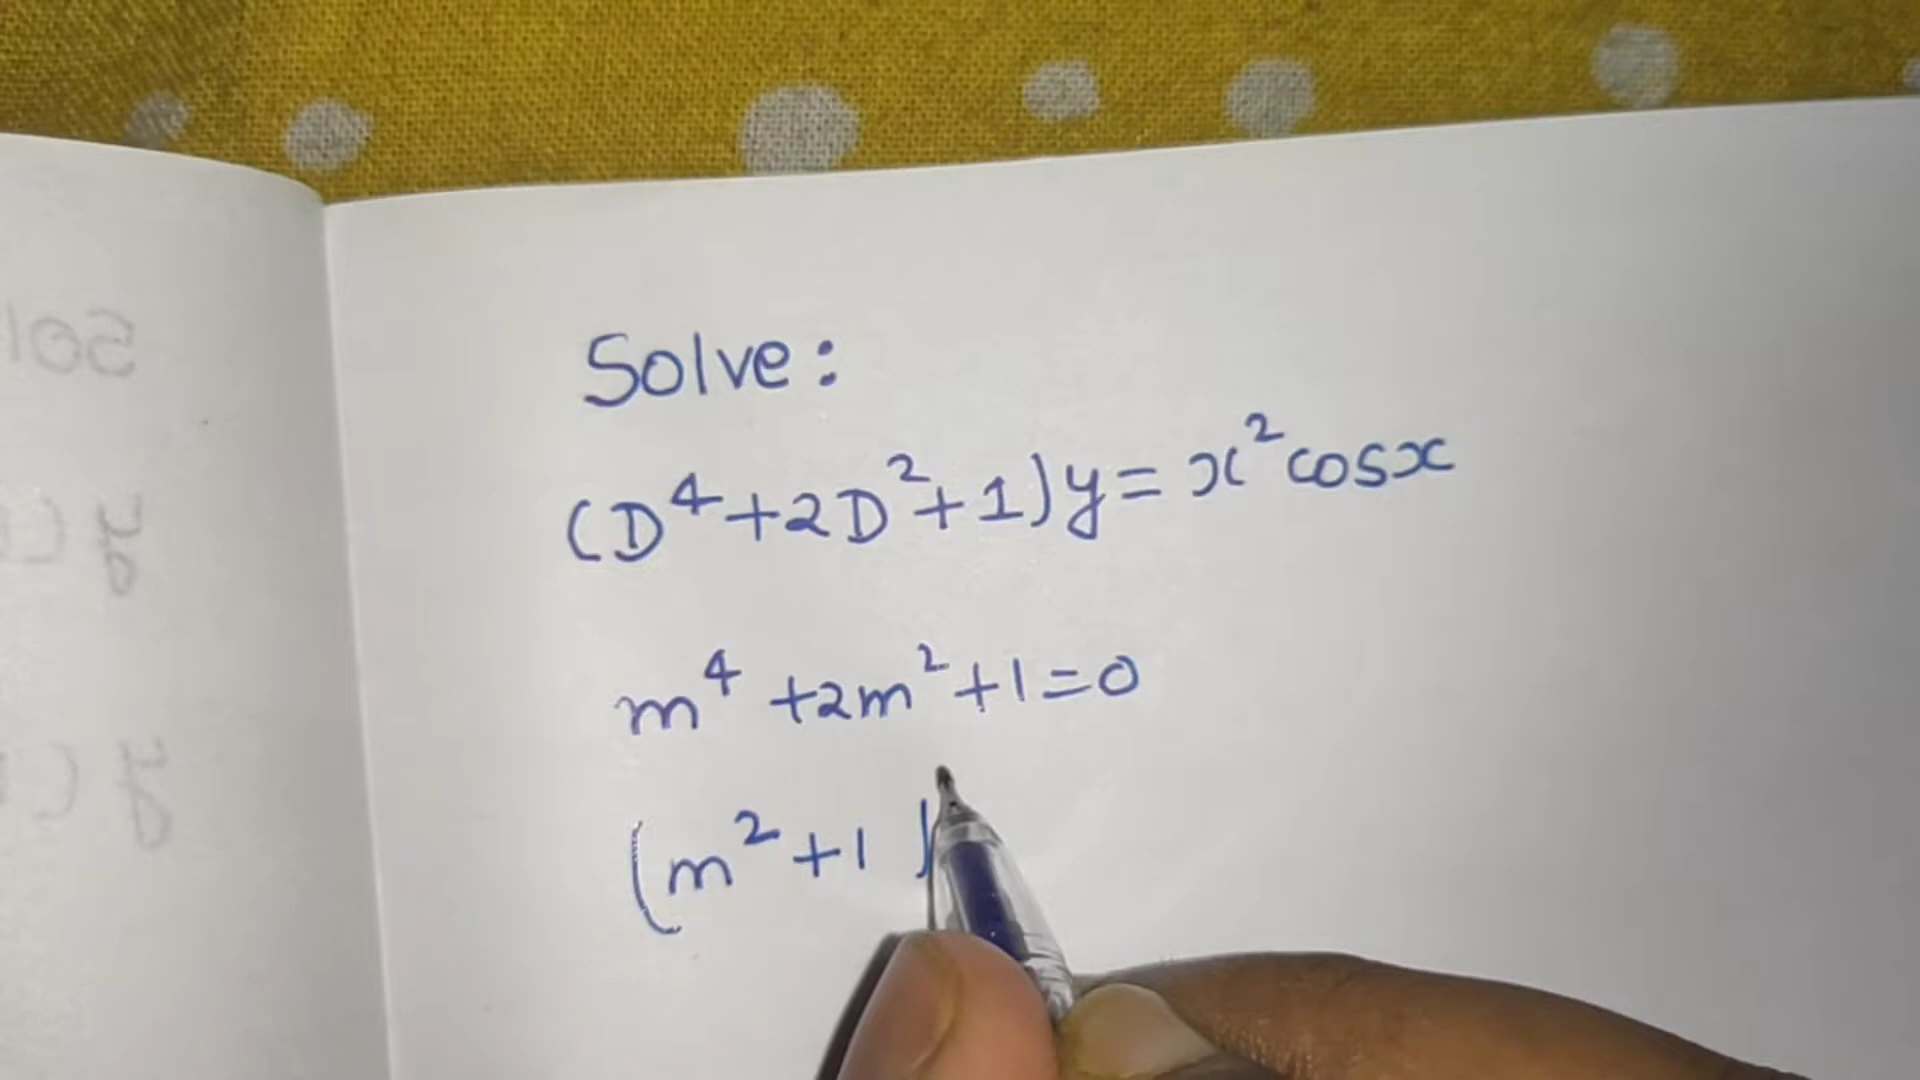 Solve:
(D⁴+2D²+1)y=x²cosx
m⁴+2m²+1=0
(m²+1)